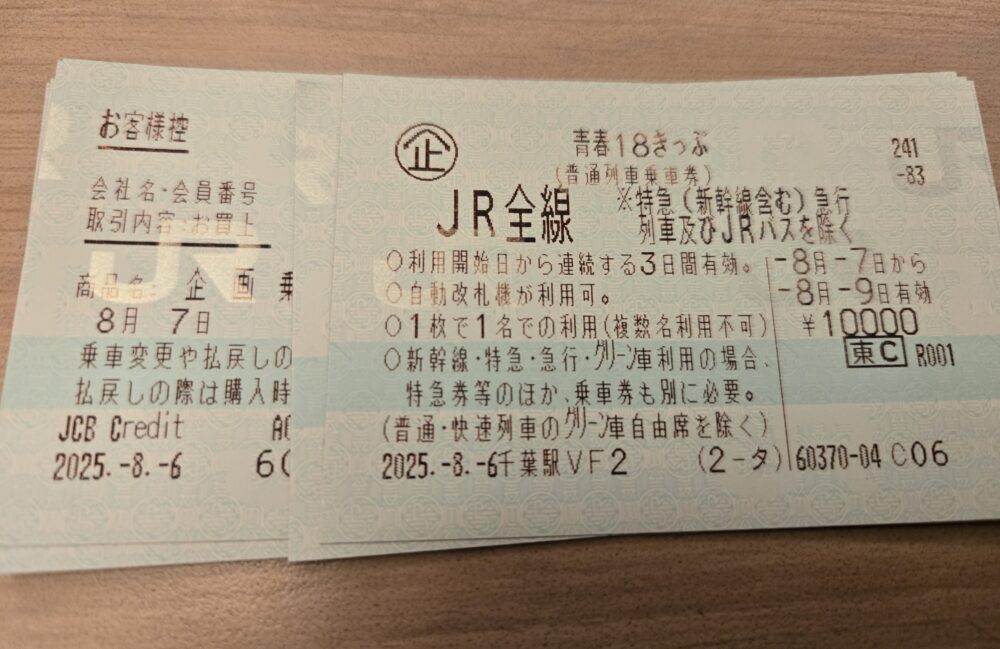 お客様控
会社名・会員番号
取引内容・お買上
商品名 企画乗
8月 7日
乗車変更や払戻しの
払戻しの際は購入時
JCB Credit
2025.-8.-6
企
青春18きっぷ
241
-83
(普通列車乗車券)
JR全線
※特急(新幹線含む)急行
列車及びJRバスを除く
○利用開始日から連続する3日間有効。
-8月-7日から
○自動改札機が利用可。
-8月-9日有効
○1枚で1名での利用(複数名利用不可)
¥10000
○新幹線・特急・急行・グリーン車利用の場合、
東C R001
特急券等のほか、乗車券も別に必要。
(普通・快速列車のグリーン車自由席を除く)
2025.-8.-6千葉駅VF2 (2-タ) 60370-04 C06